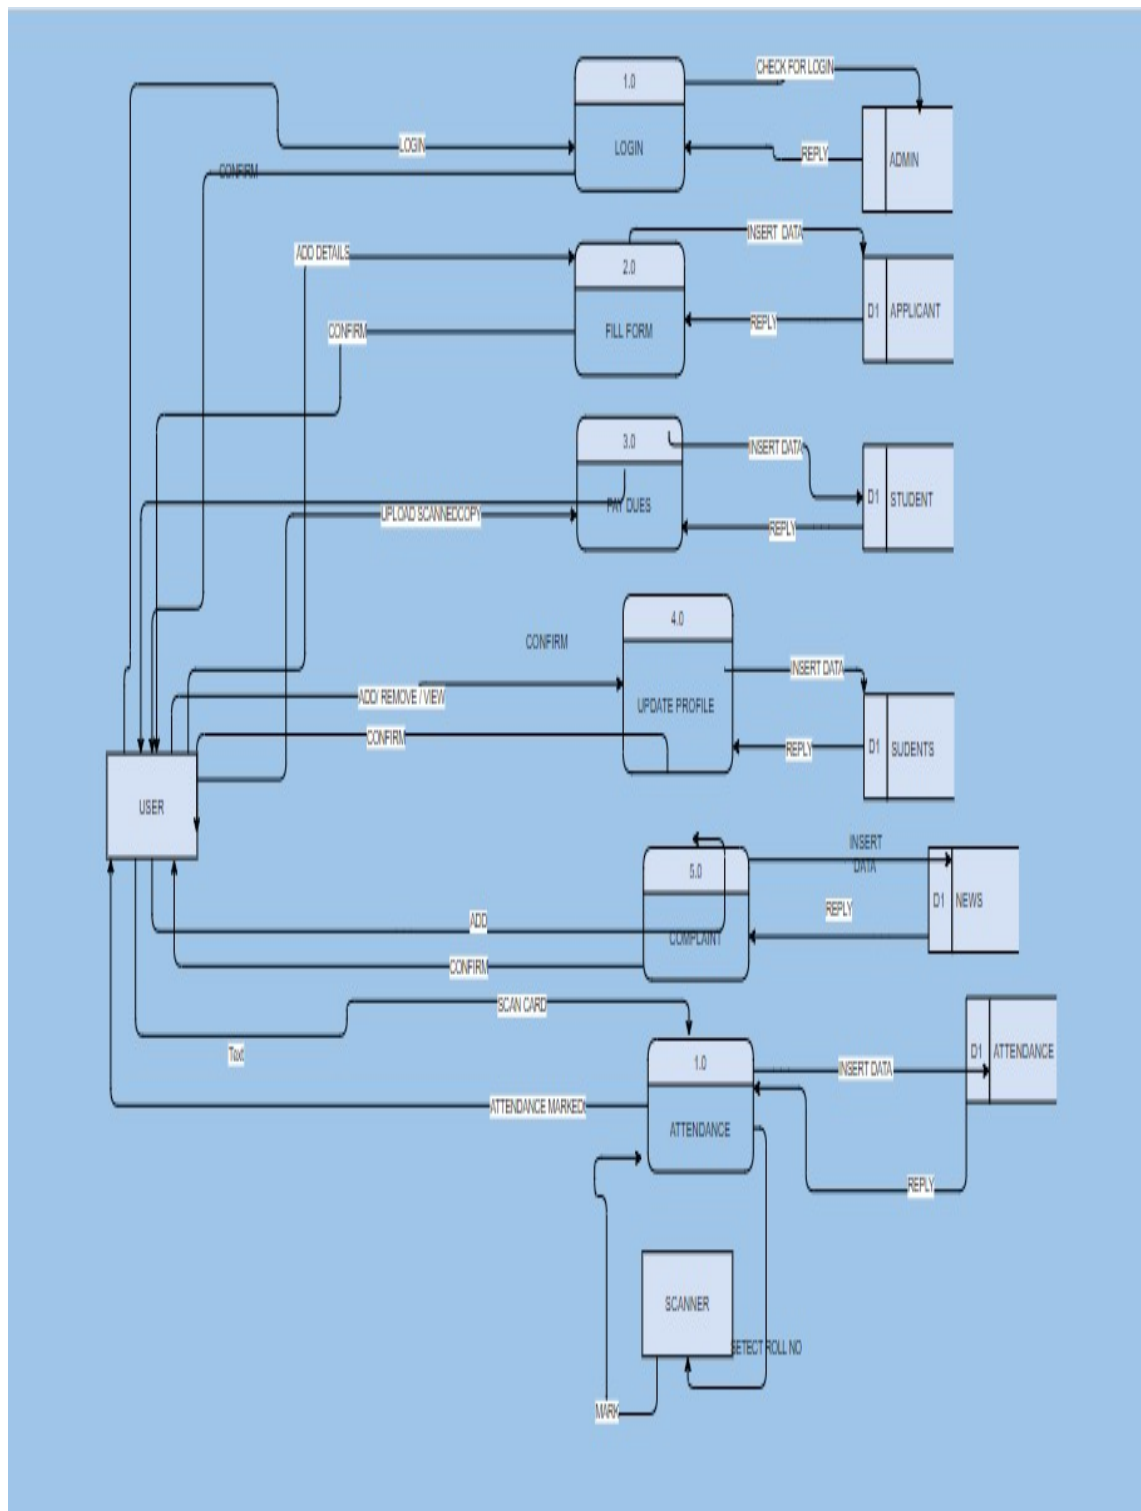 1.0
CHECK FOR LOGIN
LOGIN
LOGIN
REPLY
ADMIN
CONFIRM
INSERT DATA
ADD DETAILS
2.0
D1 APPLICANT
REPLY
CONFIRM
FILL FORM
3.0
INSERT DATA
D1 STUDENT
PAY DUES
UPLOAD SCANNEDCOPY
REPLY
4.0
CONFIRM
INSERT DATA
ADD/ REMOVE / VIEW
UPDATE PROFILE
CONFIRM
REPLY
D1 SUDENTS
USER
INSERT
DATA
5.0
D1 NEWS
REPLY
ADD
COMPLAINT
CONFIRM
SCAN CARD
Text
1.0
D1 ATTENDANCE
INSERT DATA
ATTENDANCE MARKED
ATTENDANCE
REPLY
SCANNER
ROLL NO
MARK